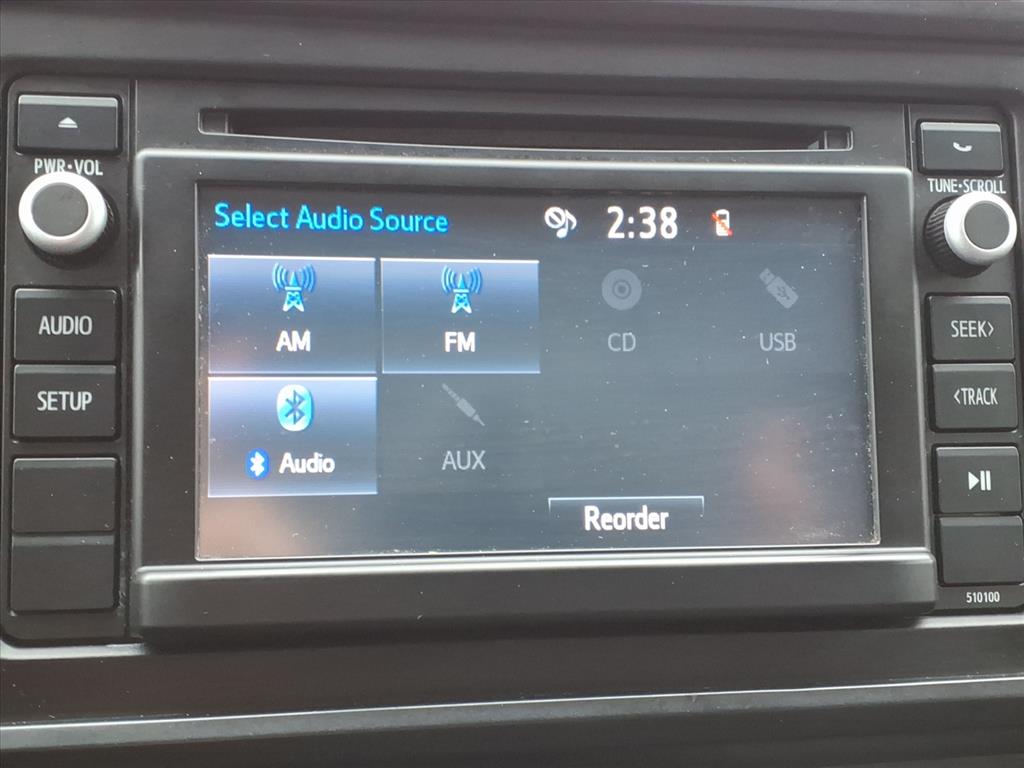 PWR•VOL
AUDIO
SETUP
Select Audio Source
2:38
AM
FM
CD
USB
Audio
AUX
Reorder
TUNE•SCROLL
SEEK>
<TRACK
510100